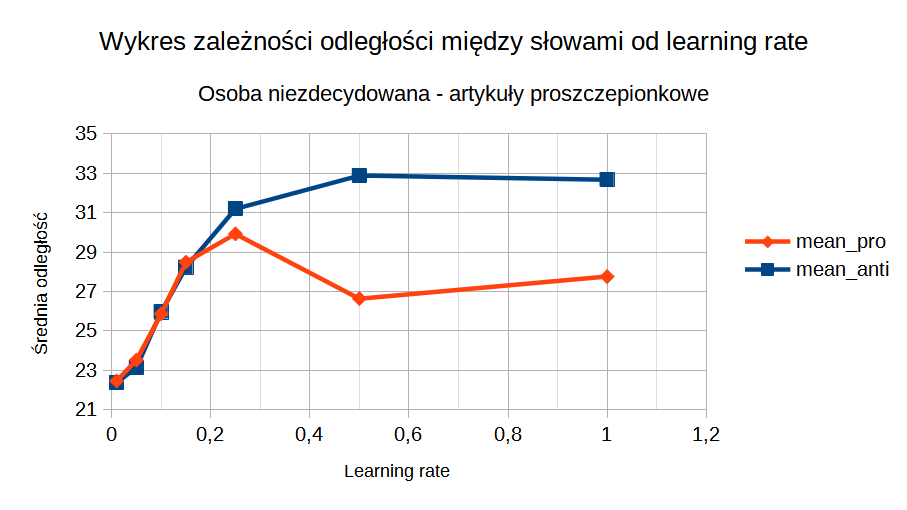 Wykres zależności odległości między słowami od learning rate
Osoba niezdecydowana - artykuły proszczepionkowe
Średnia odległość
35
33
31
29
27
25
23
21
0
0,2
0,4
0,6
0,8
1
1,2
Learning rate
mean_pro
mean_anti